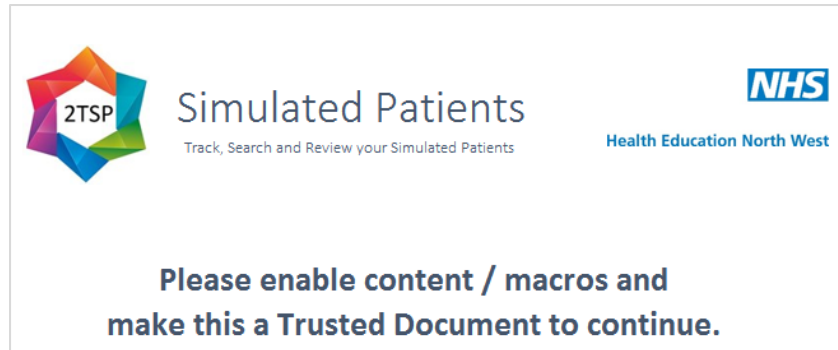 2TSP
Simulated Patients
Track, Search and Review your Simulated Patients
NHS
Health Education North West
Please enable content / macros and
make this a Trusted Document to continue.